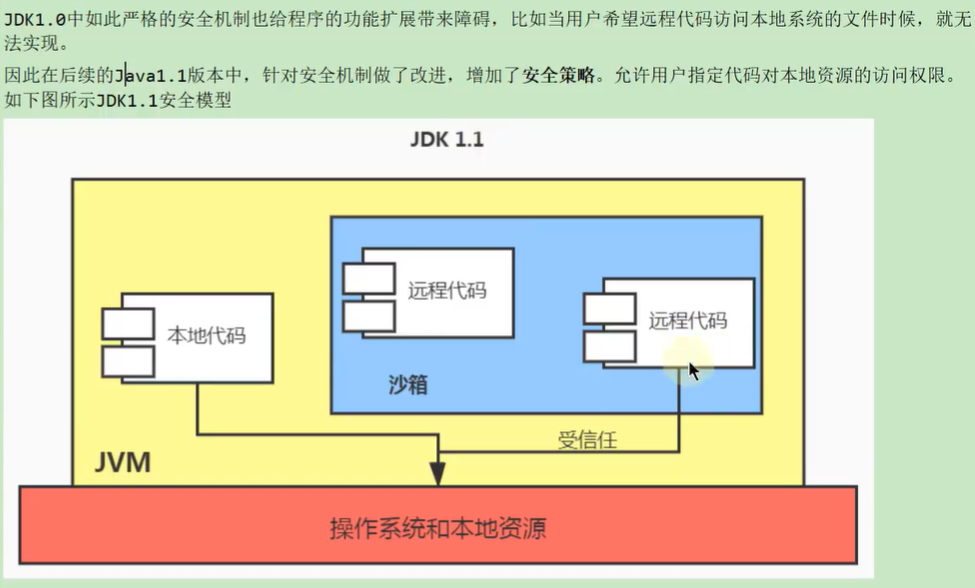 JDK1.0中如此严格的安全机制也给程序的功能扩展带来障碍，比如当用户希望远程代码访问本地系统的文件时候，就无
法实现。
因此在后续的Java1.1版本中，针对安全机制做了改进，增加了安全策略。允许用户指定代码对本地资源的访问权限。
如下图所示JDK1.1安全模型
JDK 1.1
远程代码
远程代码
本地代码
沙箱
受信任
JVM
操作系统和本地资源